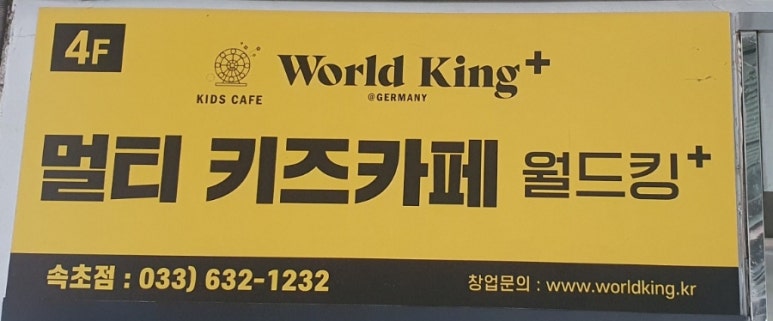 4F
World King+
KIDS CAFE
@GERMANY
멀티 키즈카페 월드킹+
속초점 : 033) 632-1232
창업문의 : www.worldking.kr